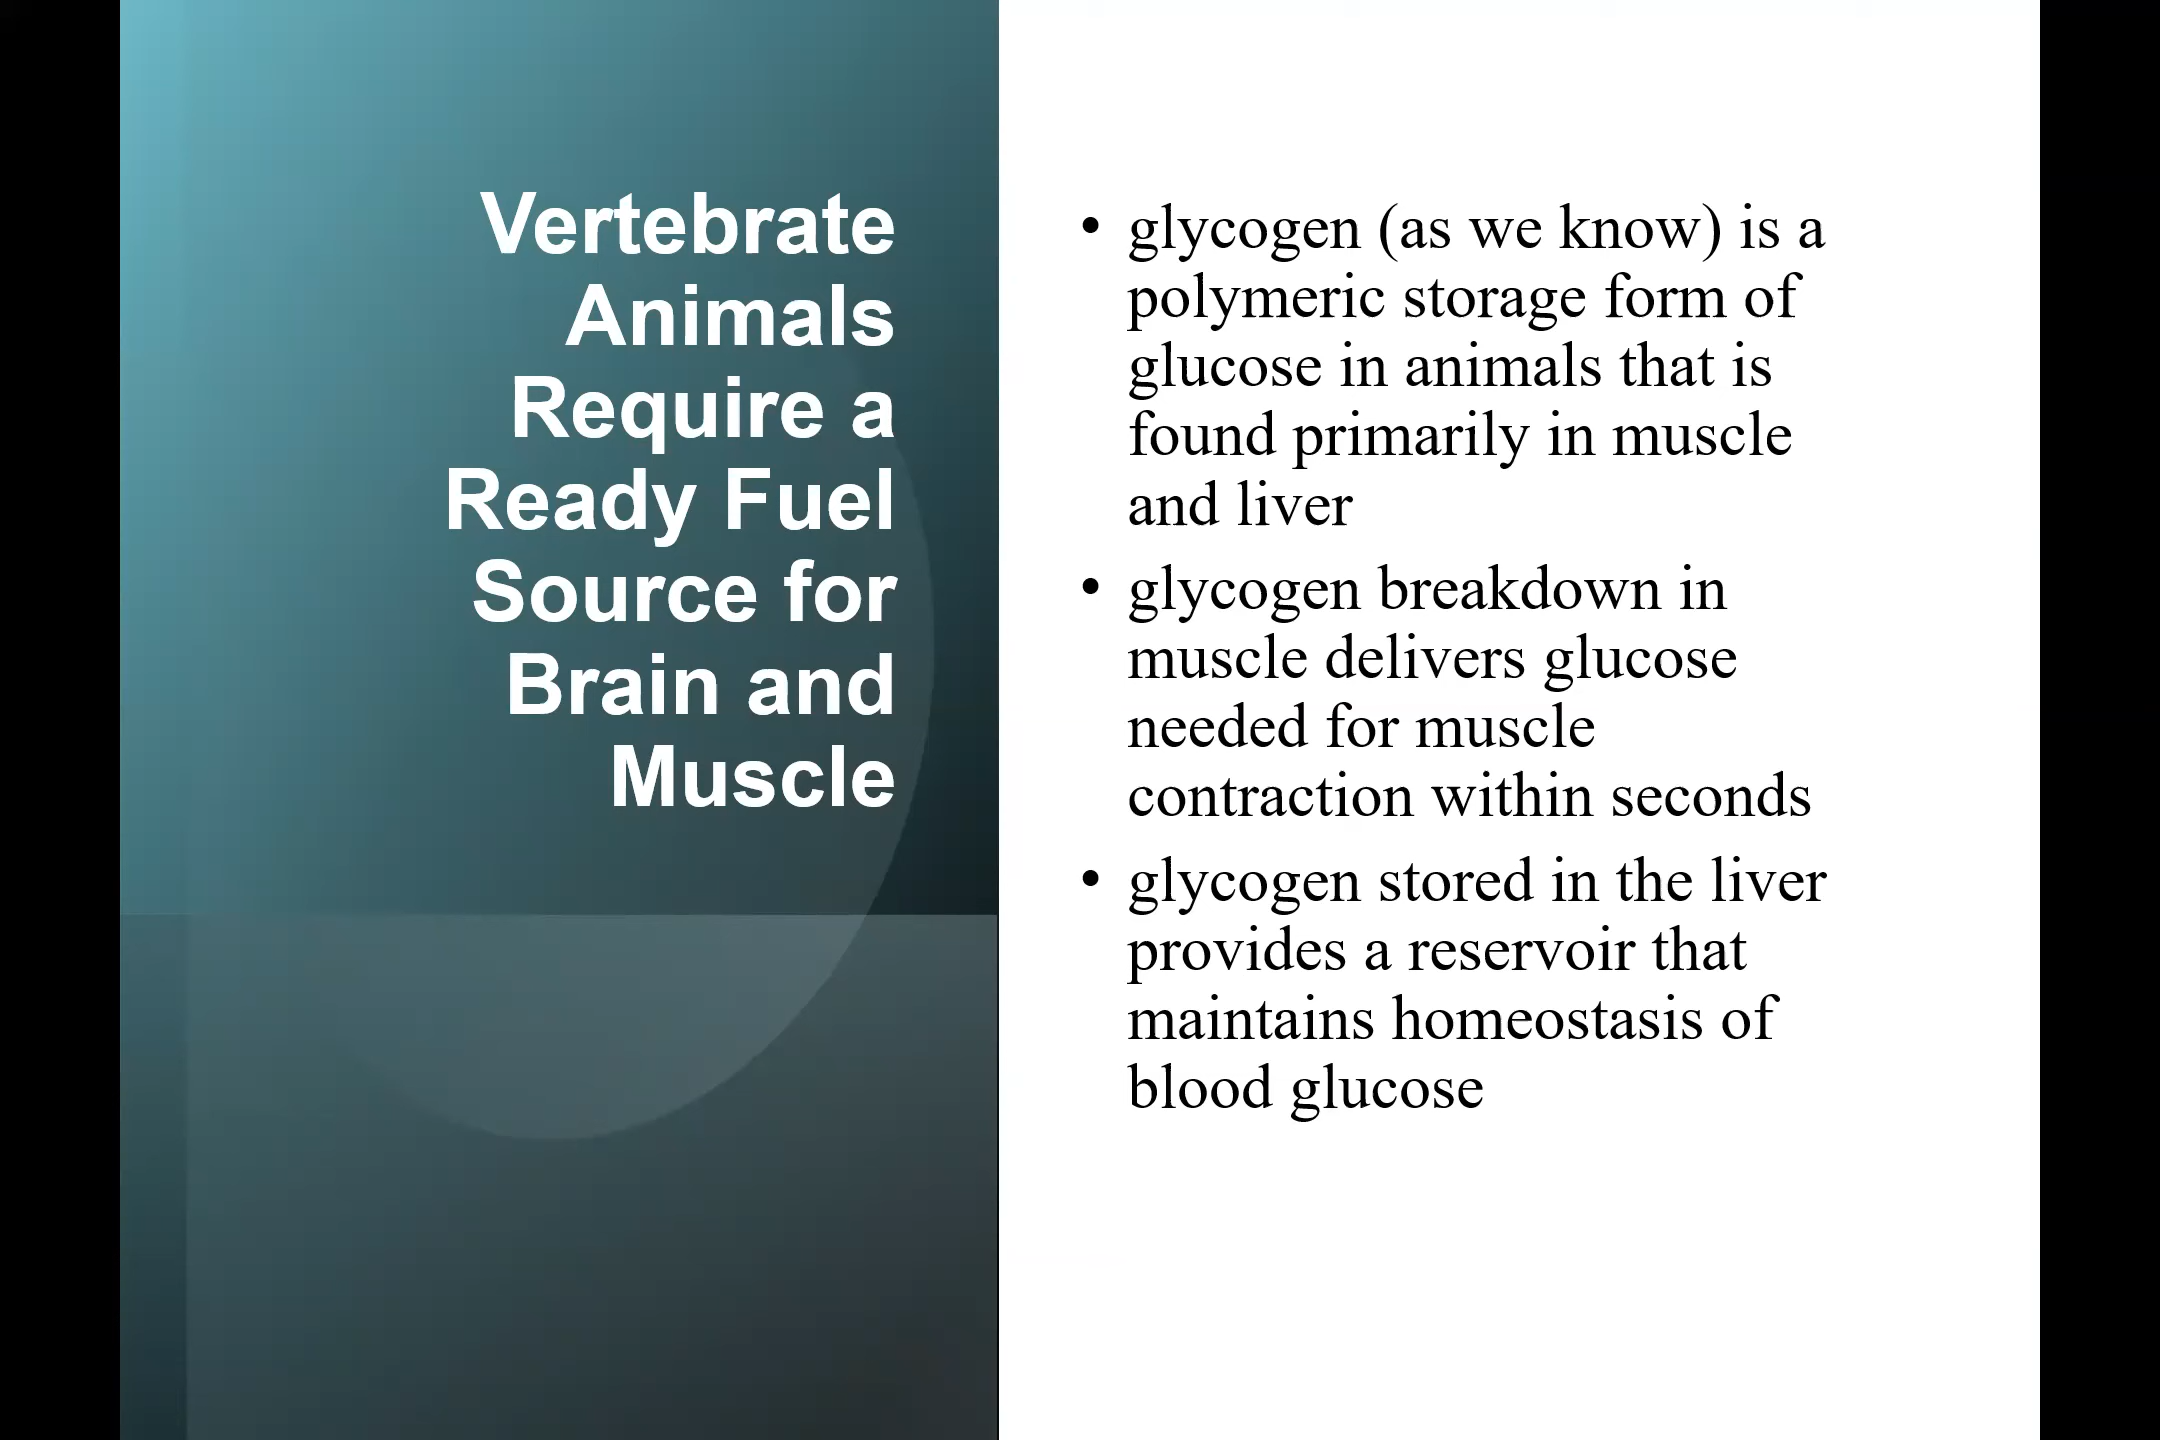 Vertebrate
Animals
Require a
Ready Fuel
Source for
Brain and
Muscle
• glycogen (as we know) is a
polymeric storage form of
glucose in animals that is
found primarily in muscle
and liver
• glycogen breakdown in
muscle delivers glucose
needed for muscle
contraction within seconds
• glycogen stored in the liver
provides a reservoir that
maintains homeostasis of
blood glucose